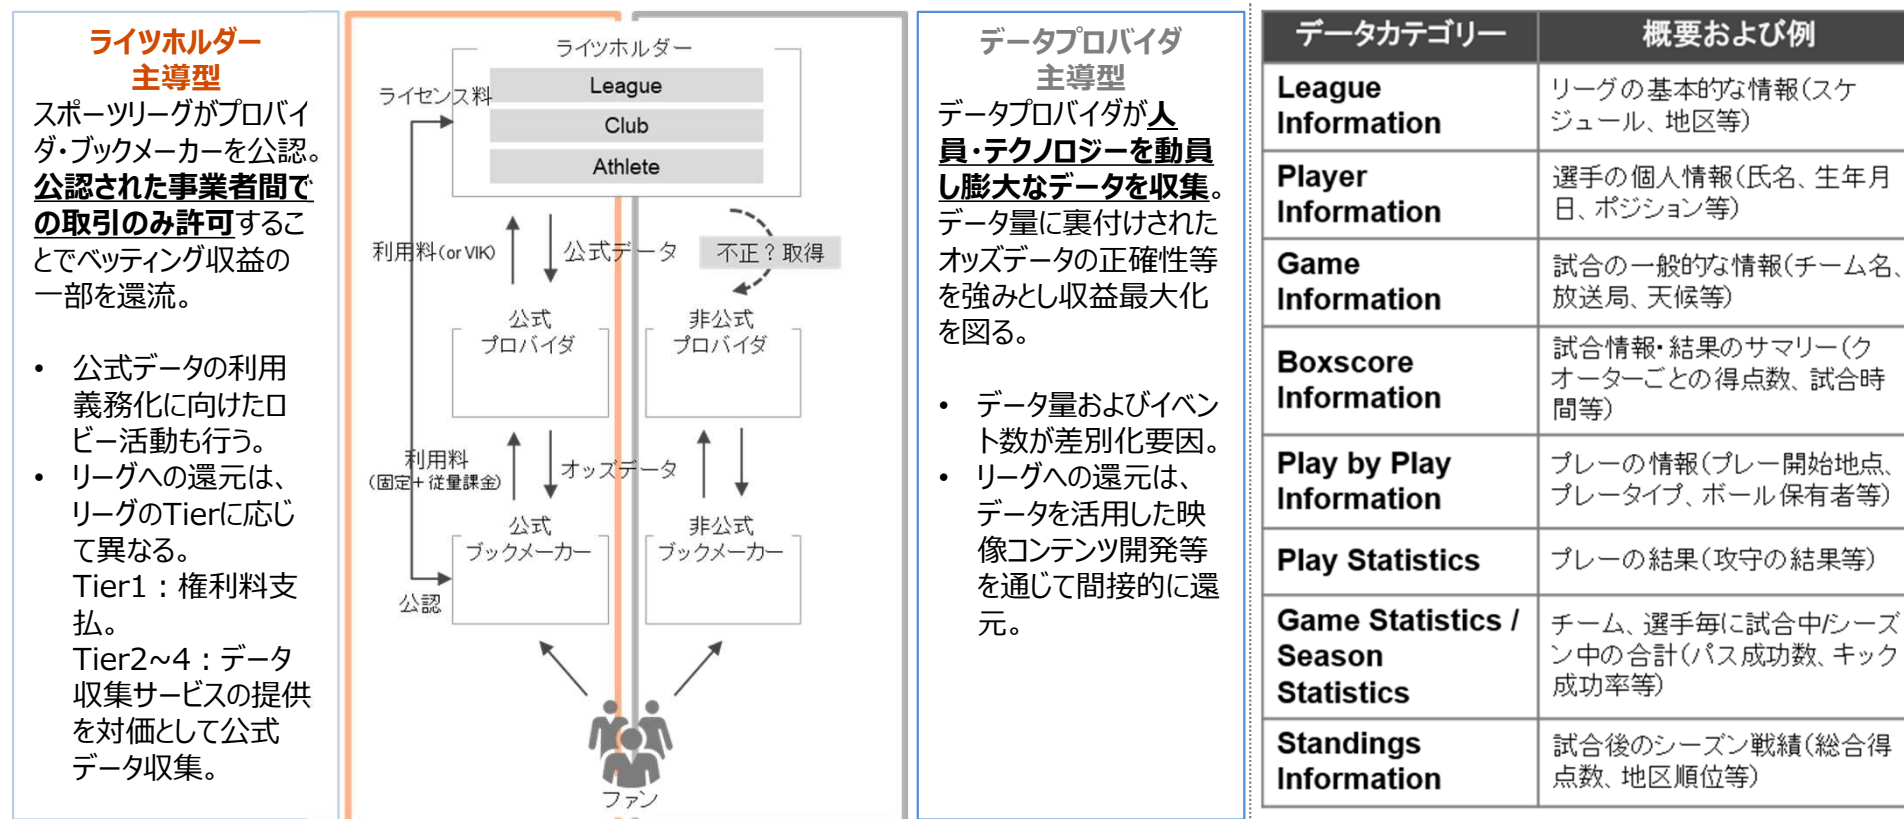 ライツホルダー
主導型
スポーツリーグがプロバイ
ダ・ブックメーカーを公認。
公認された事業者間で
の取引のみ許可するこ
とでベッティング収益の
一部を還流。
• 公式データの利用
義務化に向けたロ
ビー活動も行う。
• リーグへの還元は、
リーグのTierに応じ
て異なる。
Tier1：権利料支
払。
Tier2~4：データ
収集サービスの提供
を対価として公式
データ収集。
ライツホルダー
League
Club
Athlete
ライセンス料
利用料(or VIK)
公式データ
不正？取得
公式
プロバイダ
非公式
プロバイダ
利用料
(固定+従量課金)
オッズデータ
公式
ブックメーカー
非公式
ブックメーカー
公認
ファン
データプロバイダ
主導型
データプロバイダが人
員・テクノロジーを動員
し膨大なデータを収集。
データ量に裏付けされた
オッズデータの正確性等
を強みとし収益最大化
を図る。
• データ量およびイベン
ト数が差別化要因。
• リーグへの還元は、
データを活用した映
像コンテンツ開発等
を通じて間接的に還
元。
データカテゴリー 概要および例
League
Information
リーグの基本的な情報(スケ
ジュール、地区等)
Player
Information
選手の個人情報(氏名、生年月
日、ポジション等)
Game
Information
試合の一般的な情報(チーム名、
放送局、天候等)
Boxscore
Information
試合情報・結果のサマリー(ク
オーターごとの得点数、試合時
間等)
Play by Play
Information
プレーの情報(プレー開始地点、
プレータイプ、ボール保有者等)
Play Statistics
プレーの結果(攻守の結果等)
Game Statistics /
Season
Statistics
チーム、選手毎に試合中/シーズ
ン中の合計(パス成功数、キック
成功率等)
Standings
Information
試合後のシーズン戦績(総合得
点数、地区順位等)